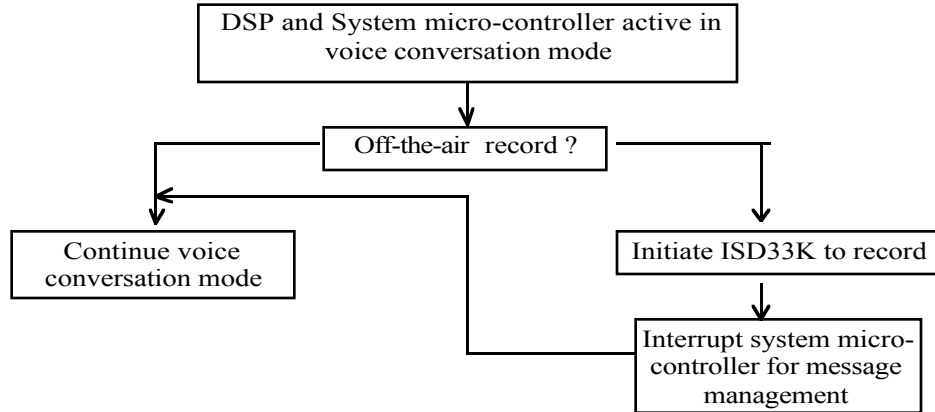 DSP and System micro-controller active in
voice conversation mode
Off-the-air record ?
Continue voice
conversation mode
Initiate ISD33K to record
Interrupt system micro-
controller for message
management